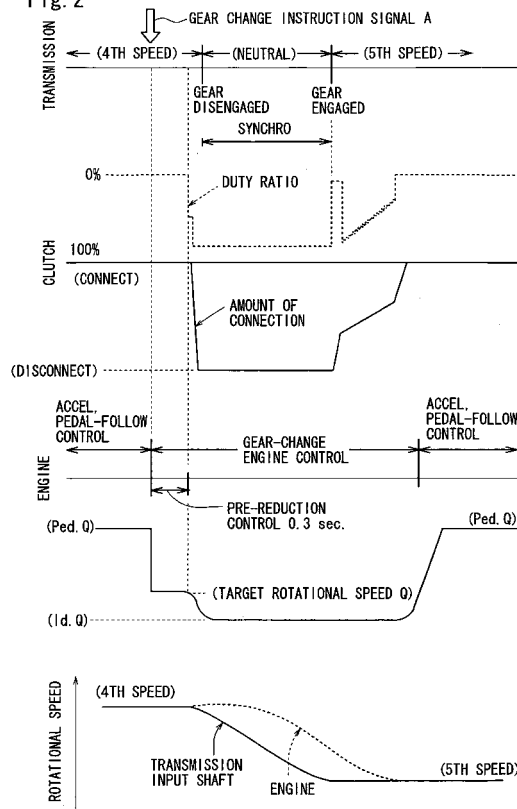 Fig. 2
GEAR CHANGE INSTRUCTION SIGNAL A
TRANSMISSION
(4TH SPEED)
(NEUTRAL)
(5TH SPEED)
GEAR
DISENGAGED
GEAR
ENGAGED
SYNCHRO
0%
DUTY RATIO
100%
CLUTCH
(CONNECT)
AMOUNT OF
CONNECTION
(DISCONNECT)
ACCEL,
PEDAL-FOLLOW
CONTROL
GEAR-CHANGE
ENGINE CONTROL
ACCEL,
PEDAL-FOLLOW
CONTROL
ENGINE
PRE-REDUCTION
CONTROL 0.3 sec.
(Ped. Q)
(Ped. Q)
(TARGET ROTATIONAL SPEED Q)
(Id. Q)
ROTATIONAL SPEED
(4TH SPEED)
TRANSMISSION
INPUT SHAFT
ENGINE
(5TH SPEED)